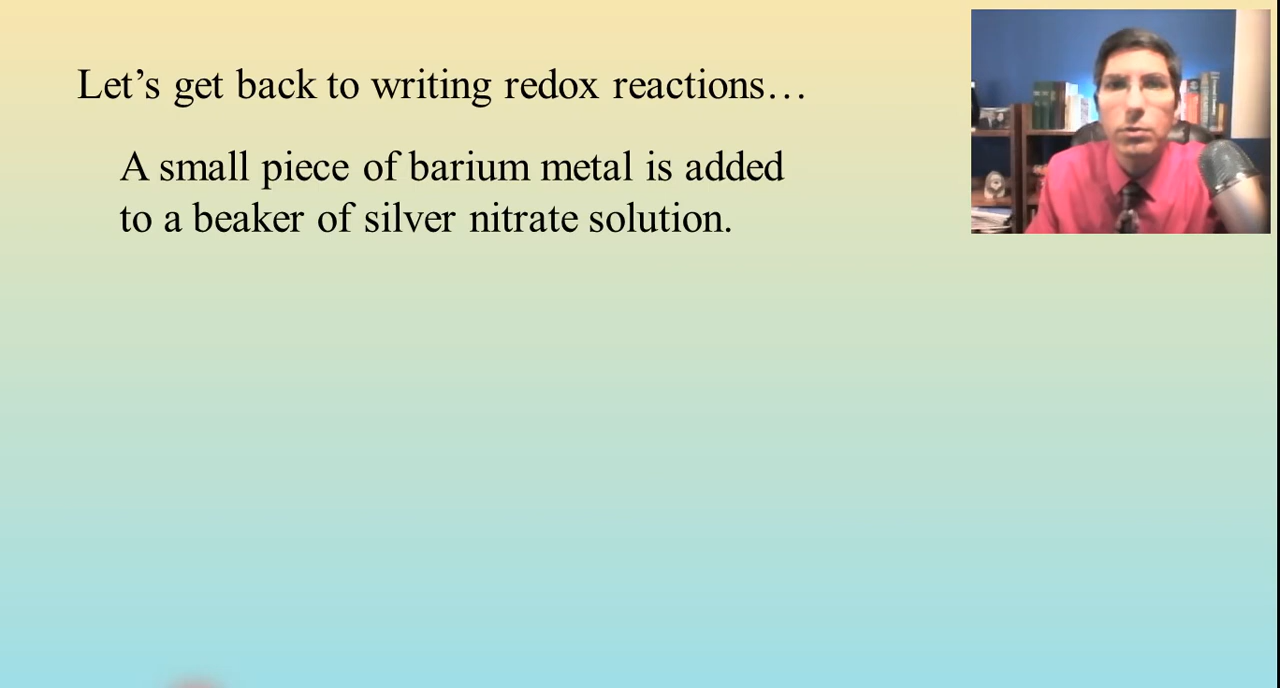 Let’s get back to writing redox reactions…
A small piece of barium metal is added
to a beaker of silver nitrate solution.